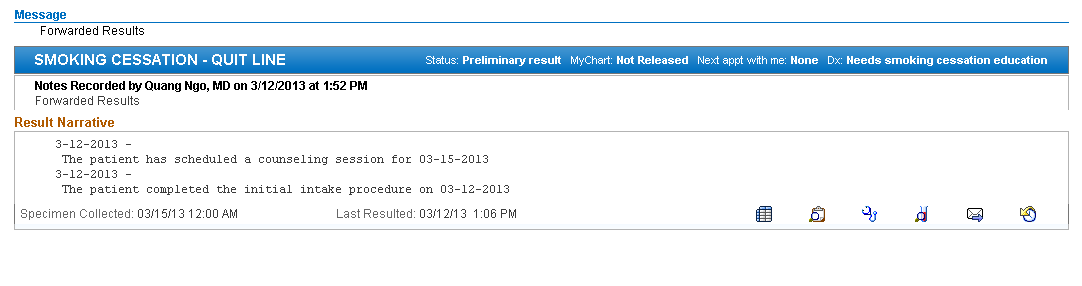 Message
Forwarded Results
SMOKING CESSATION - QUIT LINE Status: Preliminary result MyChart: Not Released Next appt with me: None Dx: Needs smoking cessation education
Notes Recorded by Quang Ngo, MD on 3/12/2013 at 1:52 PM
Forwarded Results
Result Narrative
3-12-2013 -
The patient has scheduled a counseling session for 03-15-2013
3-12-2013 -
The patient completed the initial intake procedure on 03-12-2013
Specimen Collected: 03/15/13 12:00 AM Last Resulted: 03/12/13 1:06 PM